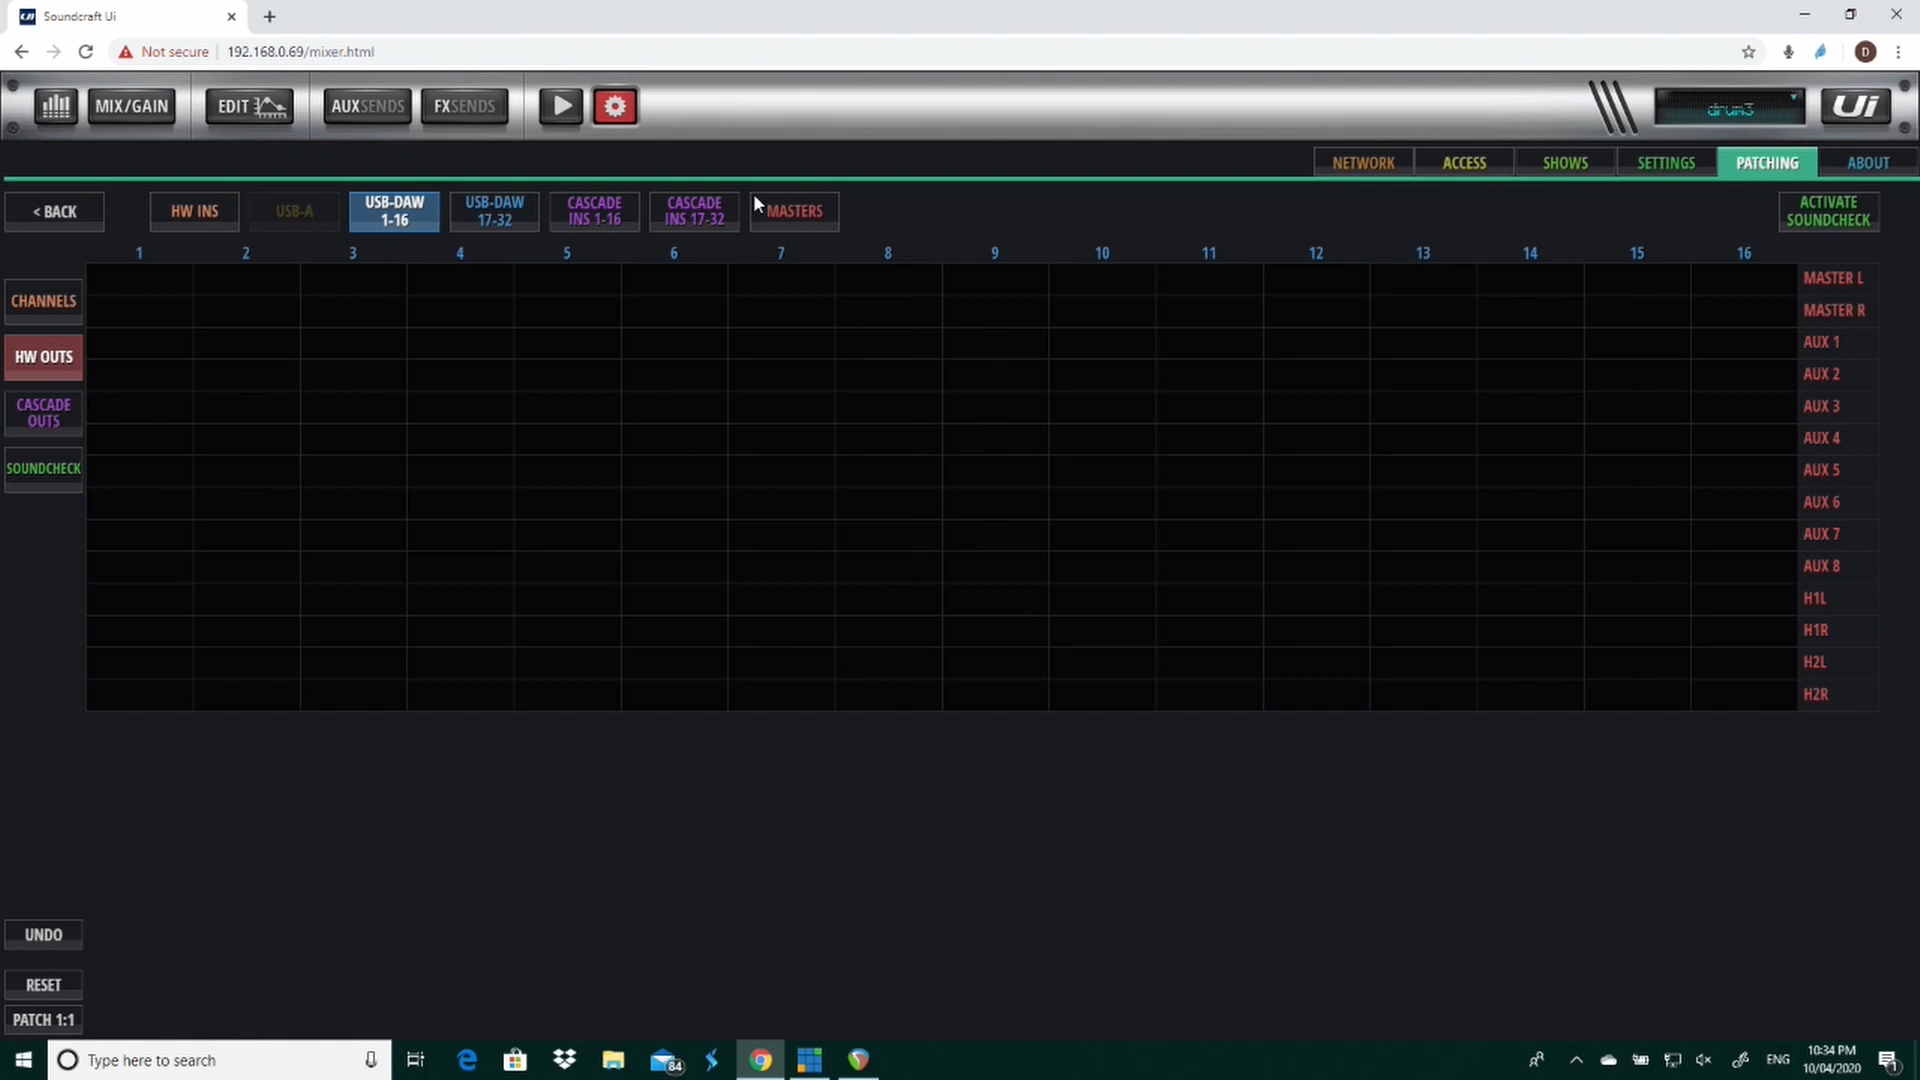 Soundcraft Ui
Not secure 192.168.0.69/mixer.html
D
MIX/GAIN
EDIT
AUXSENDS
FXSENDS
drum3
Ui
NETWORK
ACCESS
SHOWS
SETTINGS
PATCHING
ABOUT
< BACK
HW INS
USB-A
USB-DAW
1-16
USB-DAW
17-32
CASCADE
INS 1-16
CASCADE
INS 17-32
MASTERS
ACTIVATE
SOUNDCHECK
1 2 3 4 5 6 7 8 9 10 11 12 13 14 15 16
CHANNELS
HW OUTS
CASCADE
OUTS
SOUNDCHECK
MASTER L
MASTER R
AUX 1
AUX 2
AUX 3
AUX 4
AUX 5
AUX 6
AUX 7
AUX 8
H1L
H1R
H2L
H2R
UNDO
RESET
PATCH 1:1
Type here to search
84
ENG
10:34 PM
10/04/2020
1